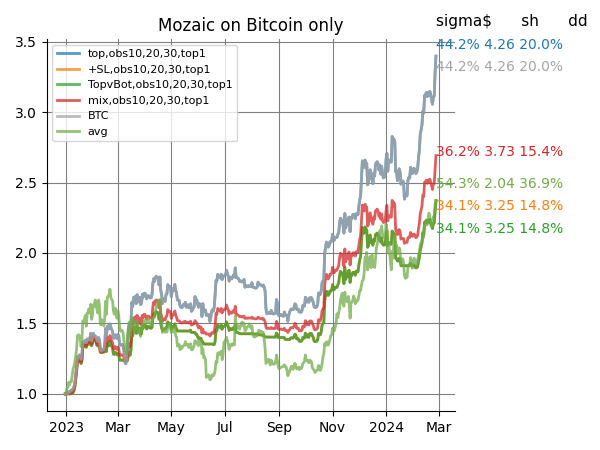 Mozaic on Bitcoin only
sigma$ sh dd
top,obs10,20,30,top1
+SL,obs10,20,30,top1
TopvBot,obs10,20,30,top1
mix,obs10,20,30,top1
BTC
avg
44.2% 4.26 20.0%
44.2% 4.26 20.0%
36.2% 3.73 15.4%
54.3% 2.04 36.9%
34.1% 3.25 14.8%
34.1% 3.25 14.8%
3.5
3.0
2.5
2.0
1.5
1.0
2023 Mar May Jul Sep Nov 2024 Mar